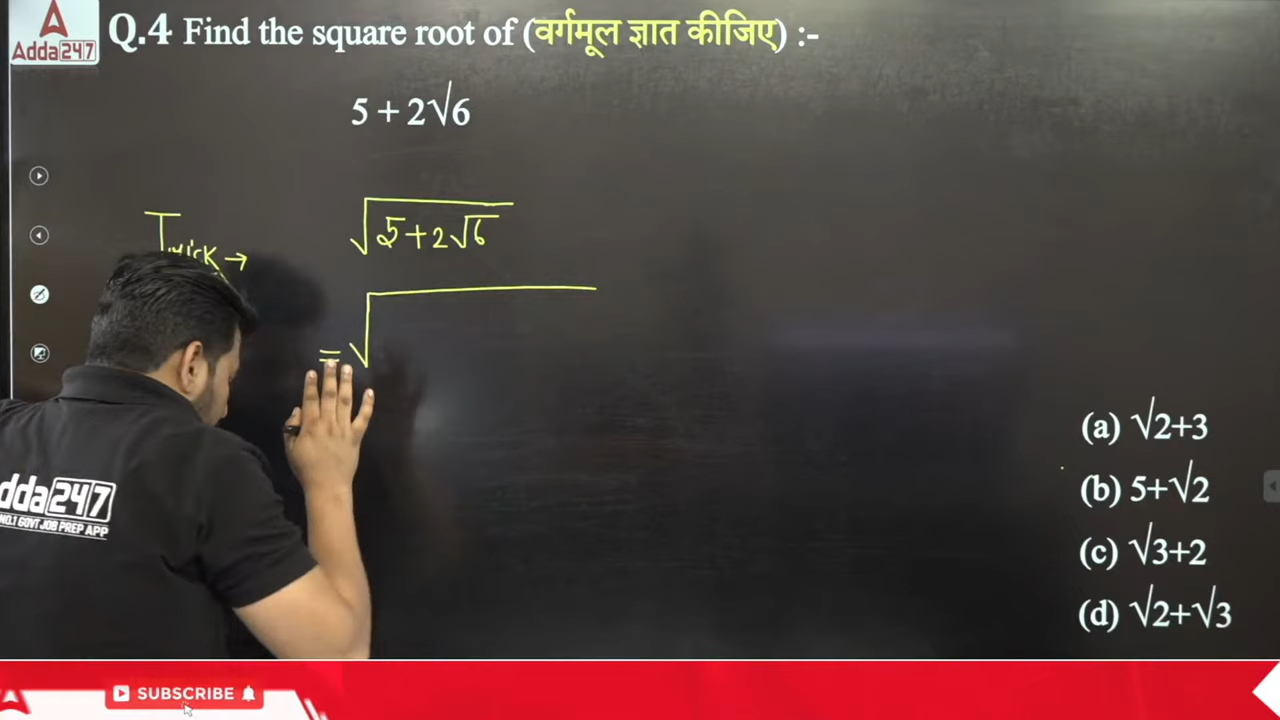 Adda247
Q.4 Find the square root of (वर्गमूल ज्ञात कीजिए) :-
5 + 2√6
√5+2√6
Trick →
= √
(a) √2+3
(b) 5+√2
(c) √3+2
(d) √2+√3
dda247
NO.1 GOVT JOB PREP APP
SUBSCRIBE